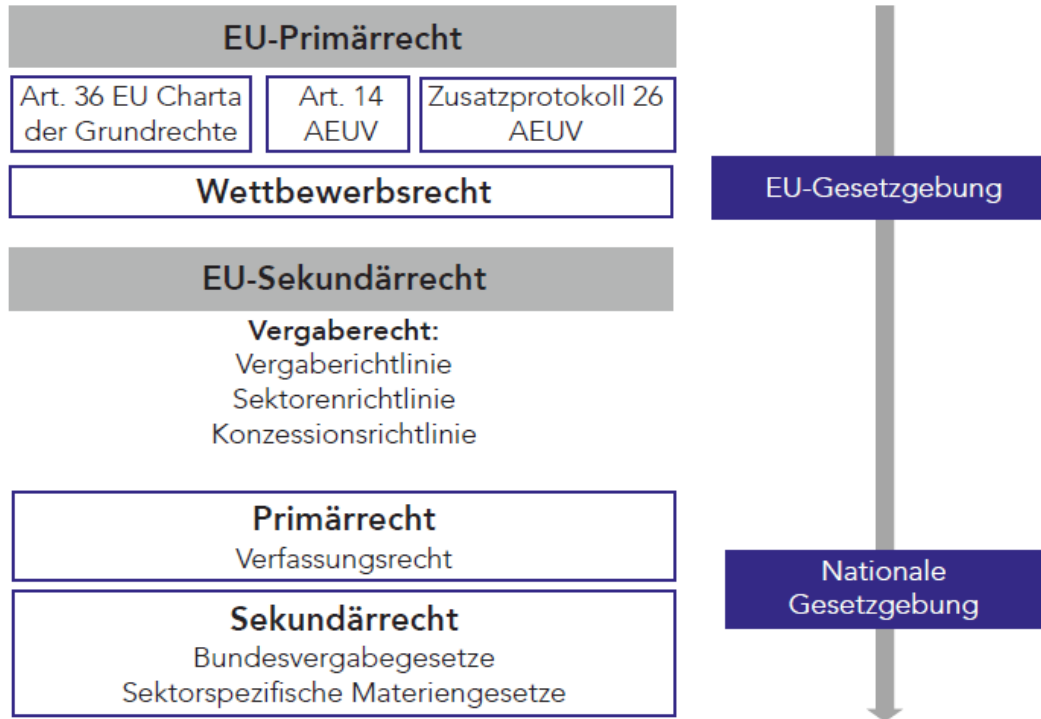 EU-Primärrecht
Art. 36 EU Charta
der Grundrechte
Art. 14
AEUV
Zusatzprotokoll 26
AEUV
Wettbewerbsrecht
EU-Gesetzgebung
EU-Sekundärrecht
Vergaberecht:
Vergaberichtlinie
Sektorenrichtlinie
Konzessionsrichtlinie
Primärrecht
Verfassungsrecht
Nationale
Gesetzgebung
Sekundärrecht
Bundesvergabegesetze
Sektorspezifische Materiengesetze